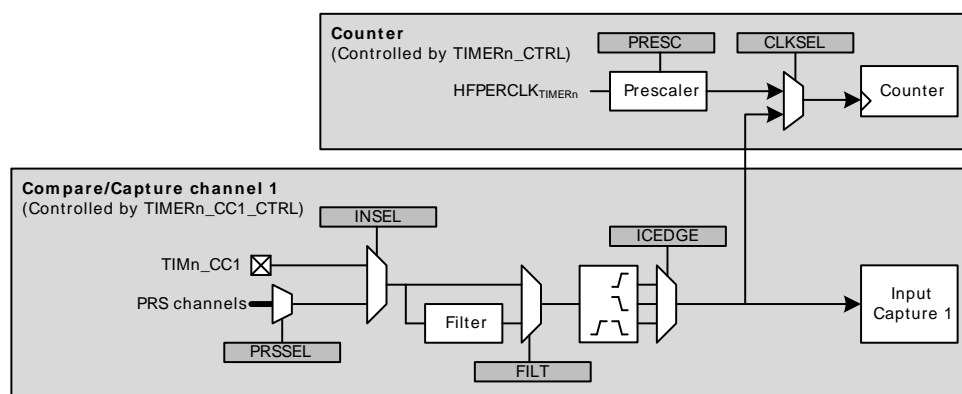 Counter
(Controlled by TIMERn_CTRL)
PRESC
CLKSEL
HFPERCLKTIMERn
Prescaler
Counter
Compare/Capture channel 1
(Controlled by TIMERn_CC1_CTRL)
INSEL
ICEDGE
TIMn_CC1
PRS channels
Filter
Input
Capture 1
PRSSEL
FILT